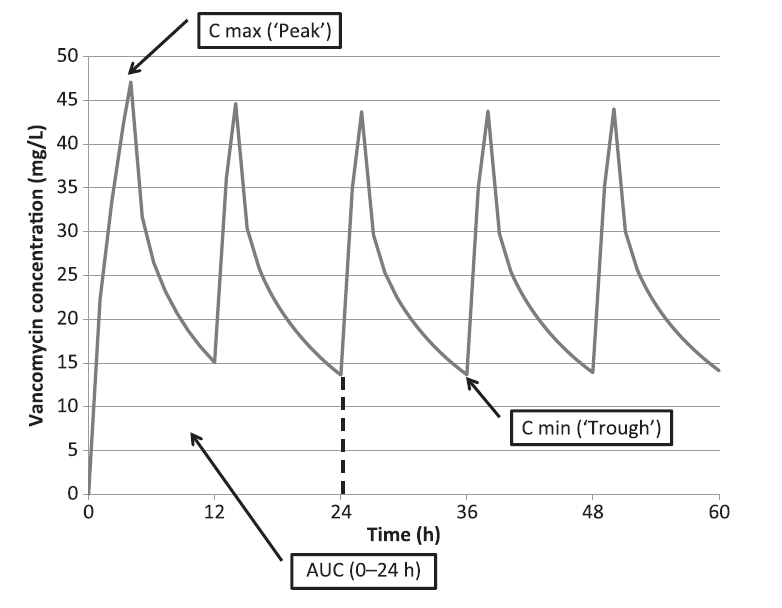 C max (‘Peak’)
50
45
40
35
30
25
20
15
10
5
0
Vancomycin concentration (mg/L)
C min (‘Trough’)
0 12 24 36 48 60
Time (h)
AUC (0–24 h)